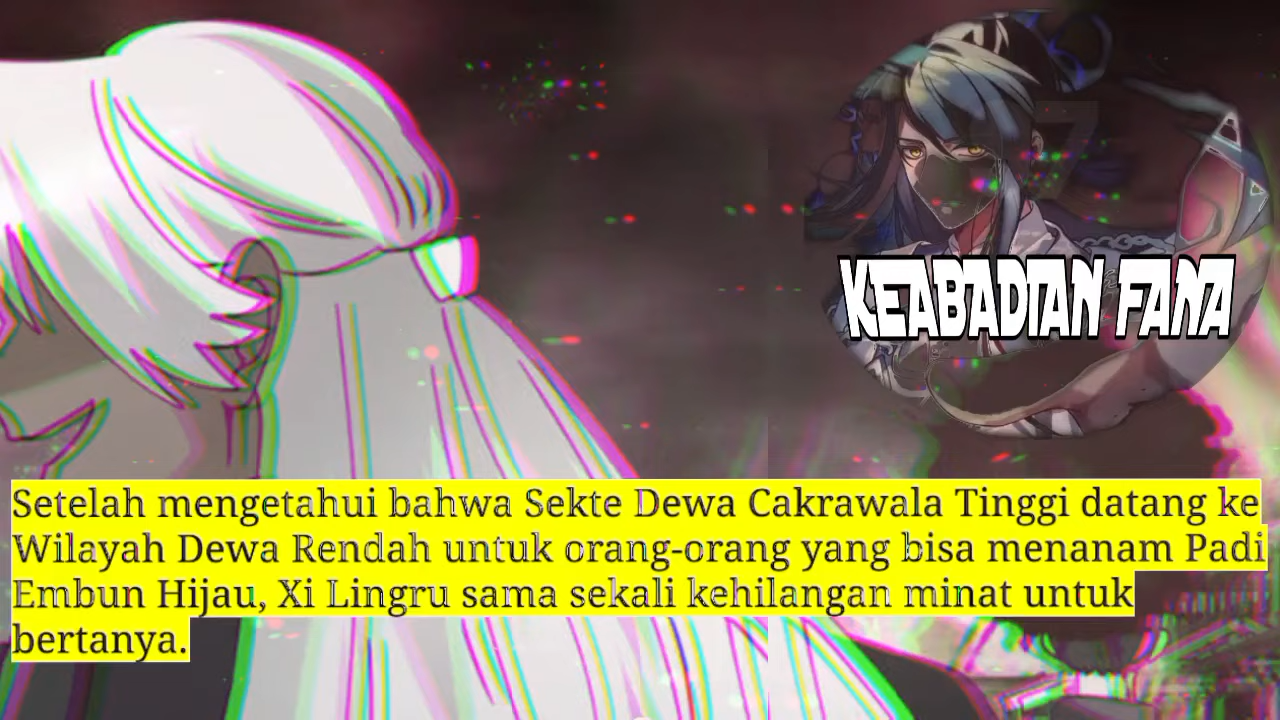 KEABADIAN FANA
Setelah mengetahui bahwa Sekte Dewa Cakrawala Tinggi datang ke
Wilayah Dewa Rendah untuk orang-orang yang bisa menanam Padi
Embun Hijau, Xi Lingru sama sekali kehilangan minat untuk
bertanya.